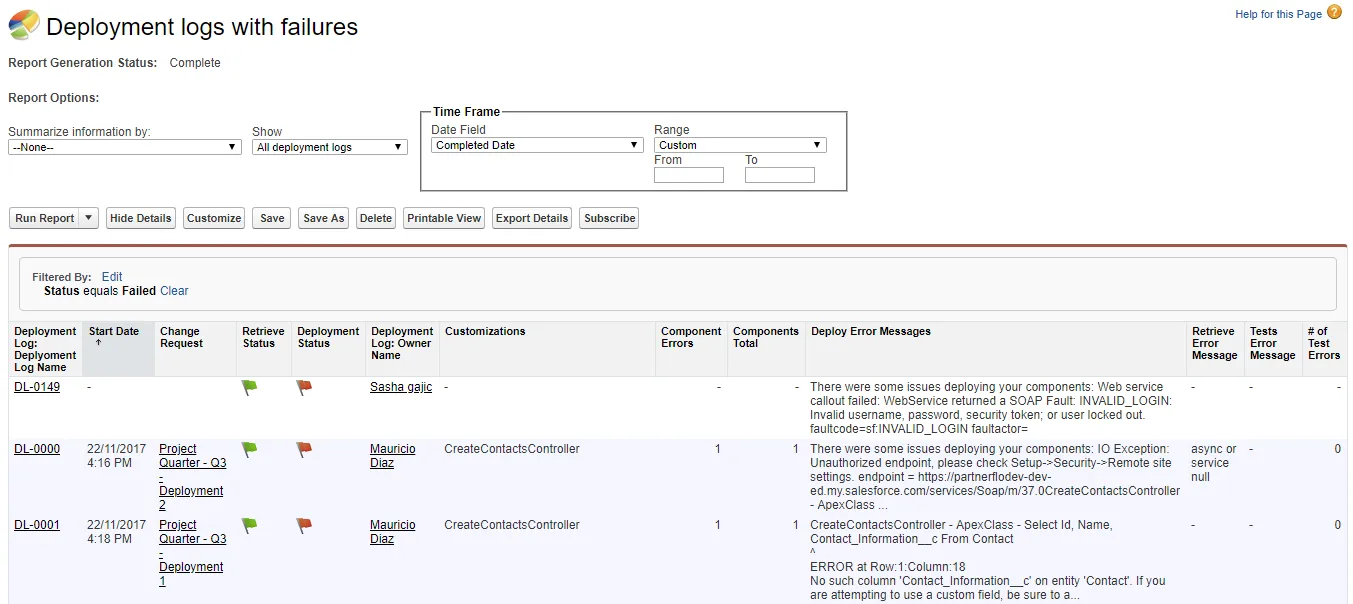 Deployment logs with failures
Help for this Page
Report Generation Status: Complete
Report Options:
Summarize information by:
--None--
Show
All deployment logs
Time Frame
Date Field
Completed Date
Range
Custom
From
To
Run Report
Hide Details
Customize
Save
Save As
Delete
Printable View
Export Details
Subscribe
Filtered By: Edit
Status equals Failed Clear
Deployment
Log:
Deplyoment
Log Name
Start Date
↑
Change
Request
Retrieve
Status
Deployment
Status
Deployment
Log: Owner
Name
Customizations
Component
Errors
Components
Total
Deploy Error Messages
Retrieve
Error
Message
Tests
Error
Message
# of
Test
Errors
DL-0149
-
Sasha gajic
-
-
-
There were some issues deploying your components: Web service
callout failed: WebService returned a SOAP Fault: INVALID_LOGIN:
Invalid username, password, security token; or user locked out.
faultcode=sf:INVALID_LOGIN faultactor=
-
-
-
DL-0000
22/11/2017
4:16 PM
Project
Quarter - Q3
-
Deployment
2
Mauricio
Diaz
CreateContactsController
1
1
There were some issues deploying your components: IO Exception:
Unauthorized endpoint, please check Setup->Security->Remote site
settings. endpoint = https://partnerflodev-dev-
ed.my.salesforce.com/services/Soap/m/37.0CreateContactsController
- ApexClass ...
async or
service
null
-
0
DL-0001
22/11/2017
4:18 PM
Project
Quarter - Q3
-
Deployment
1
Mauricio
Diaz
CreateContactsController
1
1
CreateContactsController - ApexClass - Select Id, Name,
Contact_Information__c From Contact
^
ERROR at Row:1:Column:18
No such column 'Contact_Information__c' on entity 'Contact'. If you
are attempting to use a custom field, be sure to a...
-
-
0